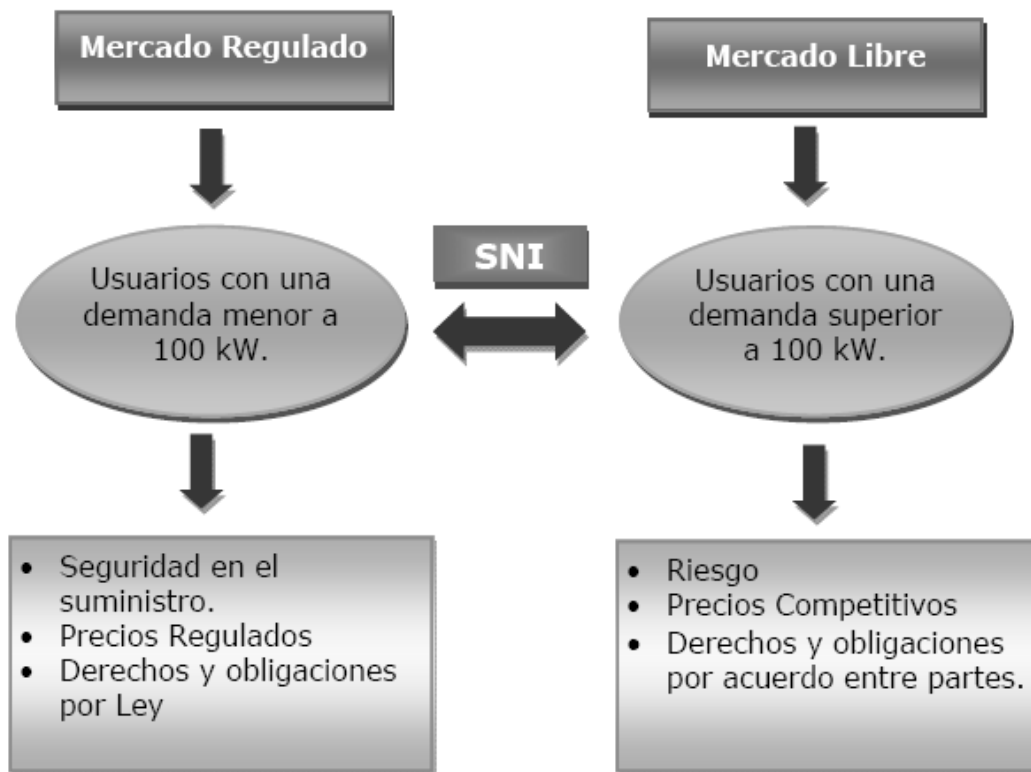 Mercado Regulado
Mercado Libre
Usuarios con una
demanda menor a
100 kW.
SNI
Usuarios con una
demanda superior
a 100 kW.
• Seguridad en el
suministro.
• Precios Regulados
• Derechos y obligaciones
por Ley
• Riesgo
• Precios Competitivos
• Derechos y obligaciones
por acuerdo entre partes.